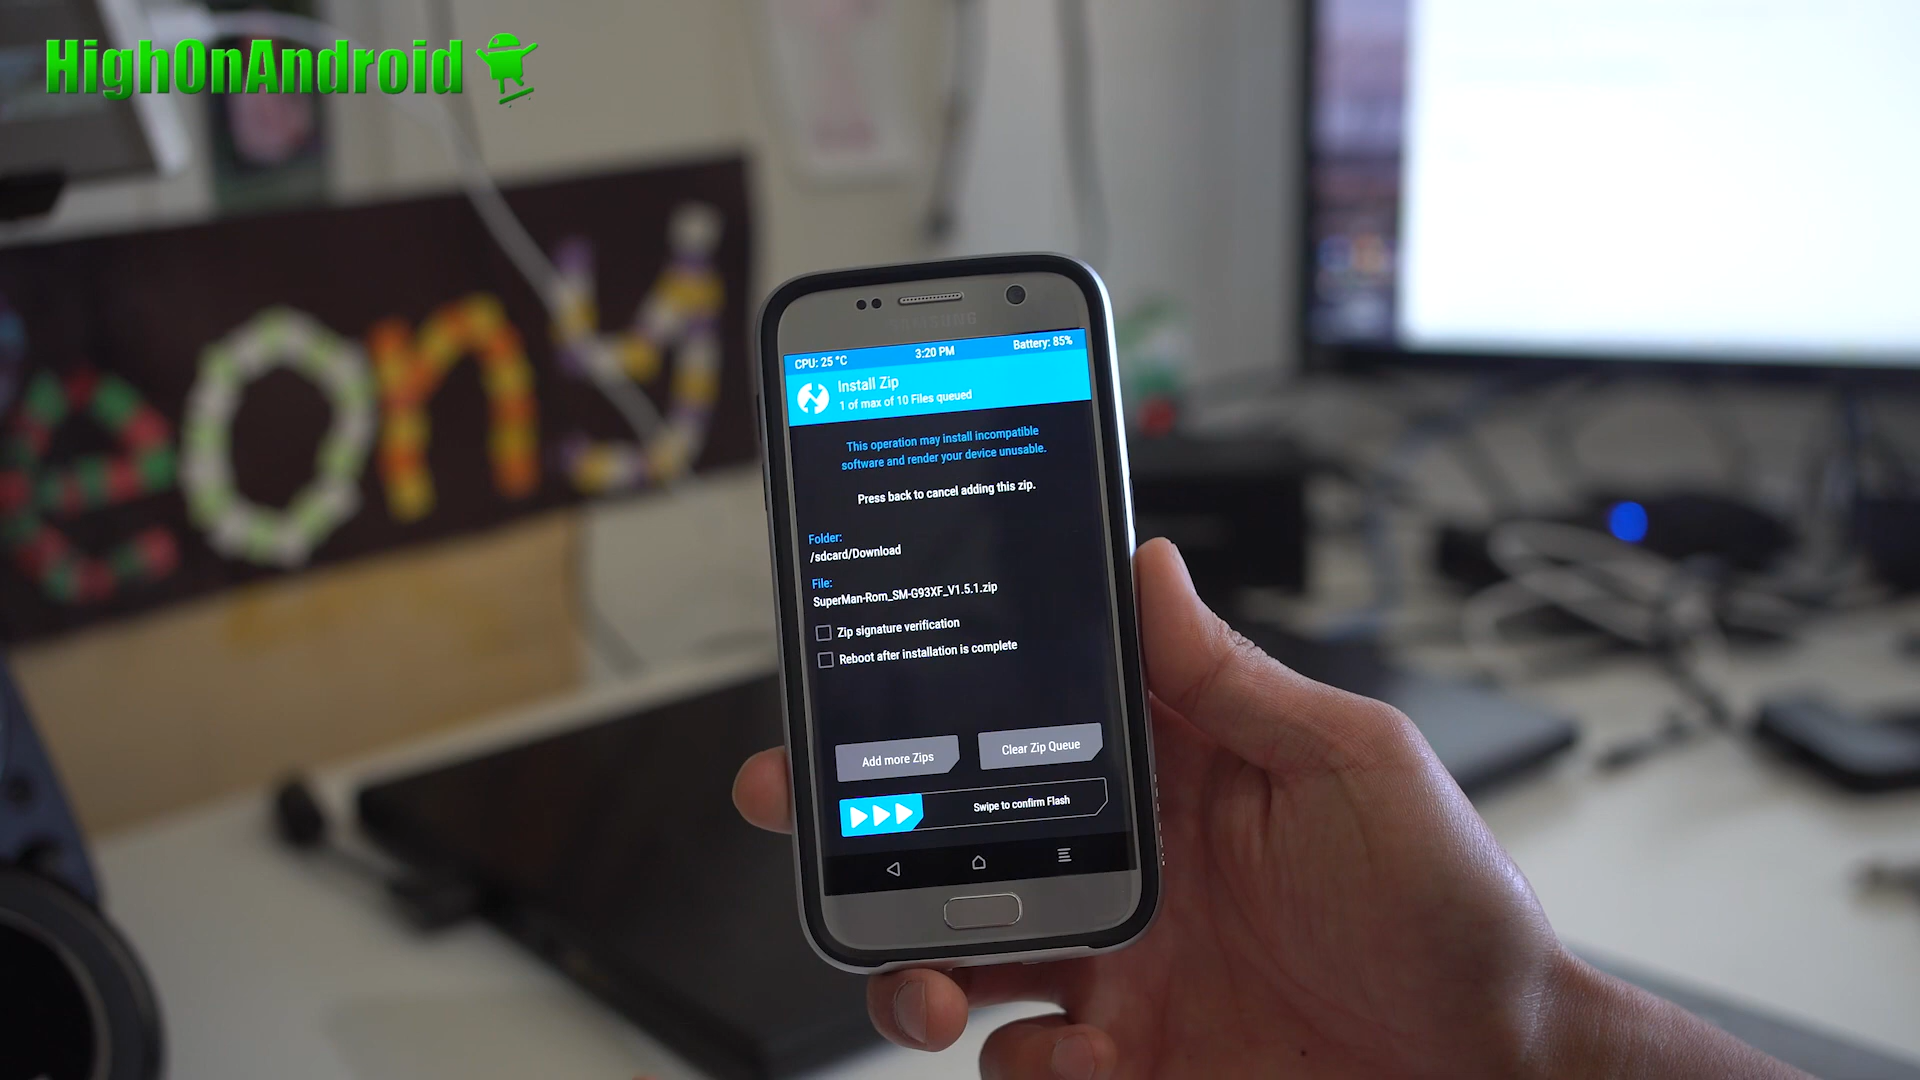 HighOnAndroid
eony
SAMSUNG
CPU: 25 °C
3:20 PM
Battery: 85%
Install Zip
1 of max of 10 Files queued
This operation may install incompatible
software and render your device unusable.
Press back to cancel adding this zip.
Folder:
/sdcard/Download
File:
SuperMan-Rom_SM-G93XF_V1.5.1.zip
Zip signature verification
Reboot after installation is complete
Add more Zips
Clear Zip Queue
Swipe to confirm Flash